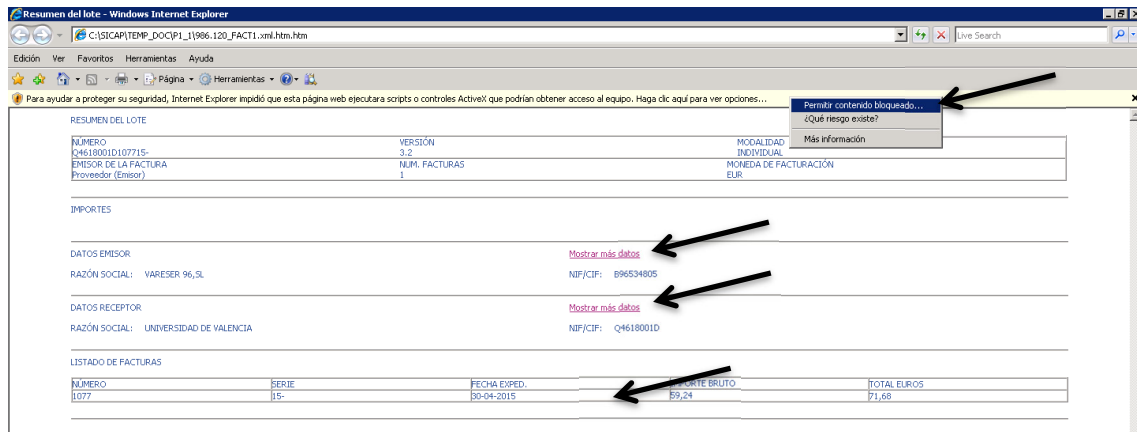 Resumen del lote - Windows Internet Explorer
C:\SICAP\TEMP_DOC\P1_1\986.120_FACT1.xml.htm.htm
Live Search
Edición Ver Favoritos Herramientas Ayuda
Página Herramientas
Para ayudar a proteger su seguridad, Internet Explorer impidió que esta página web ejecutara scripts o controles ActiveX que podrían obtener acceso al equipo. Haga clic aquí para ver opciones...
Permitir contenido bloqueado...
¿Qué riesgo existe?
Más información
RESUMEN DEL LOTE
NÚMERO VERSIÓN MODALIDAD
Q4618001D107715- 3.2 INDIVIDUAL
EMISOR DE LA FACTURA NUM. FACTURAS MONEDA DE FACTURACIÓN
Proveedor (Emisor) 1 EUR
IMPORTES
DATOS EMISOR Mostrar más datos
RAZÓN SOCIAL: VARESER 96,SL NIF/CIF: B96534805
DATOS RECEPTOR Mostrar más datos
RAZÓN SOCIAL: UNIVERSIDAD DE VALENCIA NIF/CIF: Q4618001D
LISTADO DE FACTURAS
NÚMERO SERIE FECHA EXPED. BRUTO TOTAL EUROS
1077 15- 30-04-2015 59,24 71,68